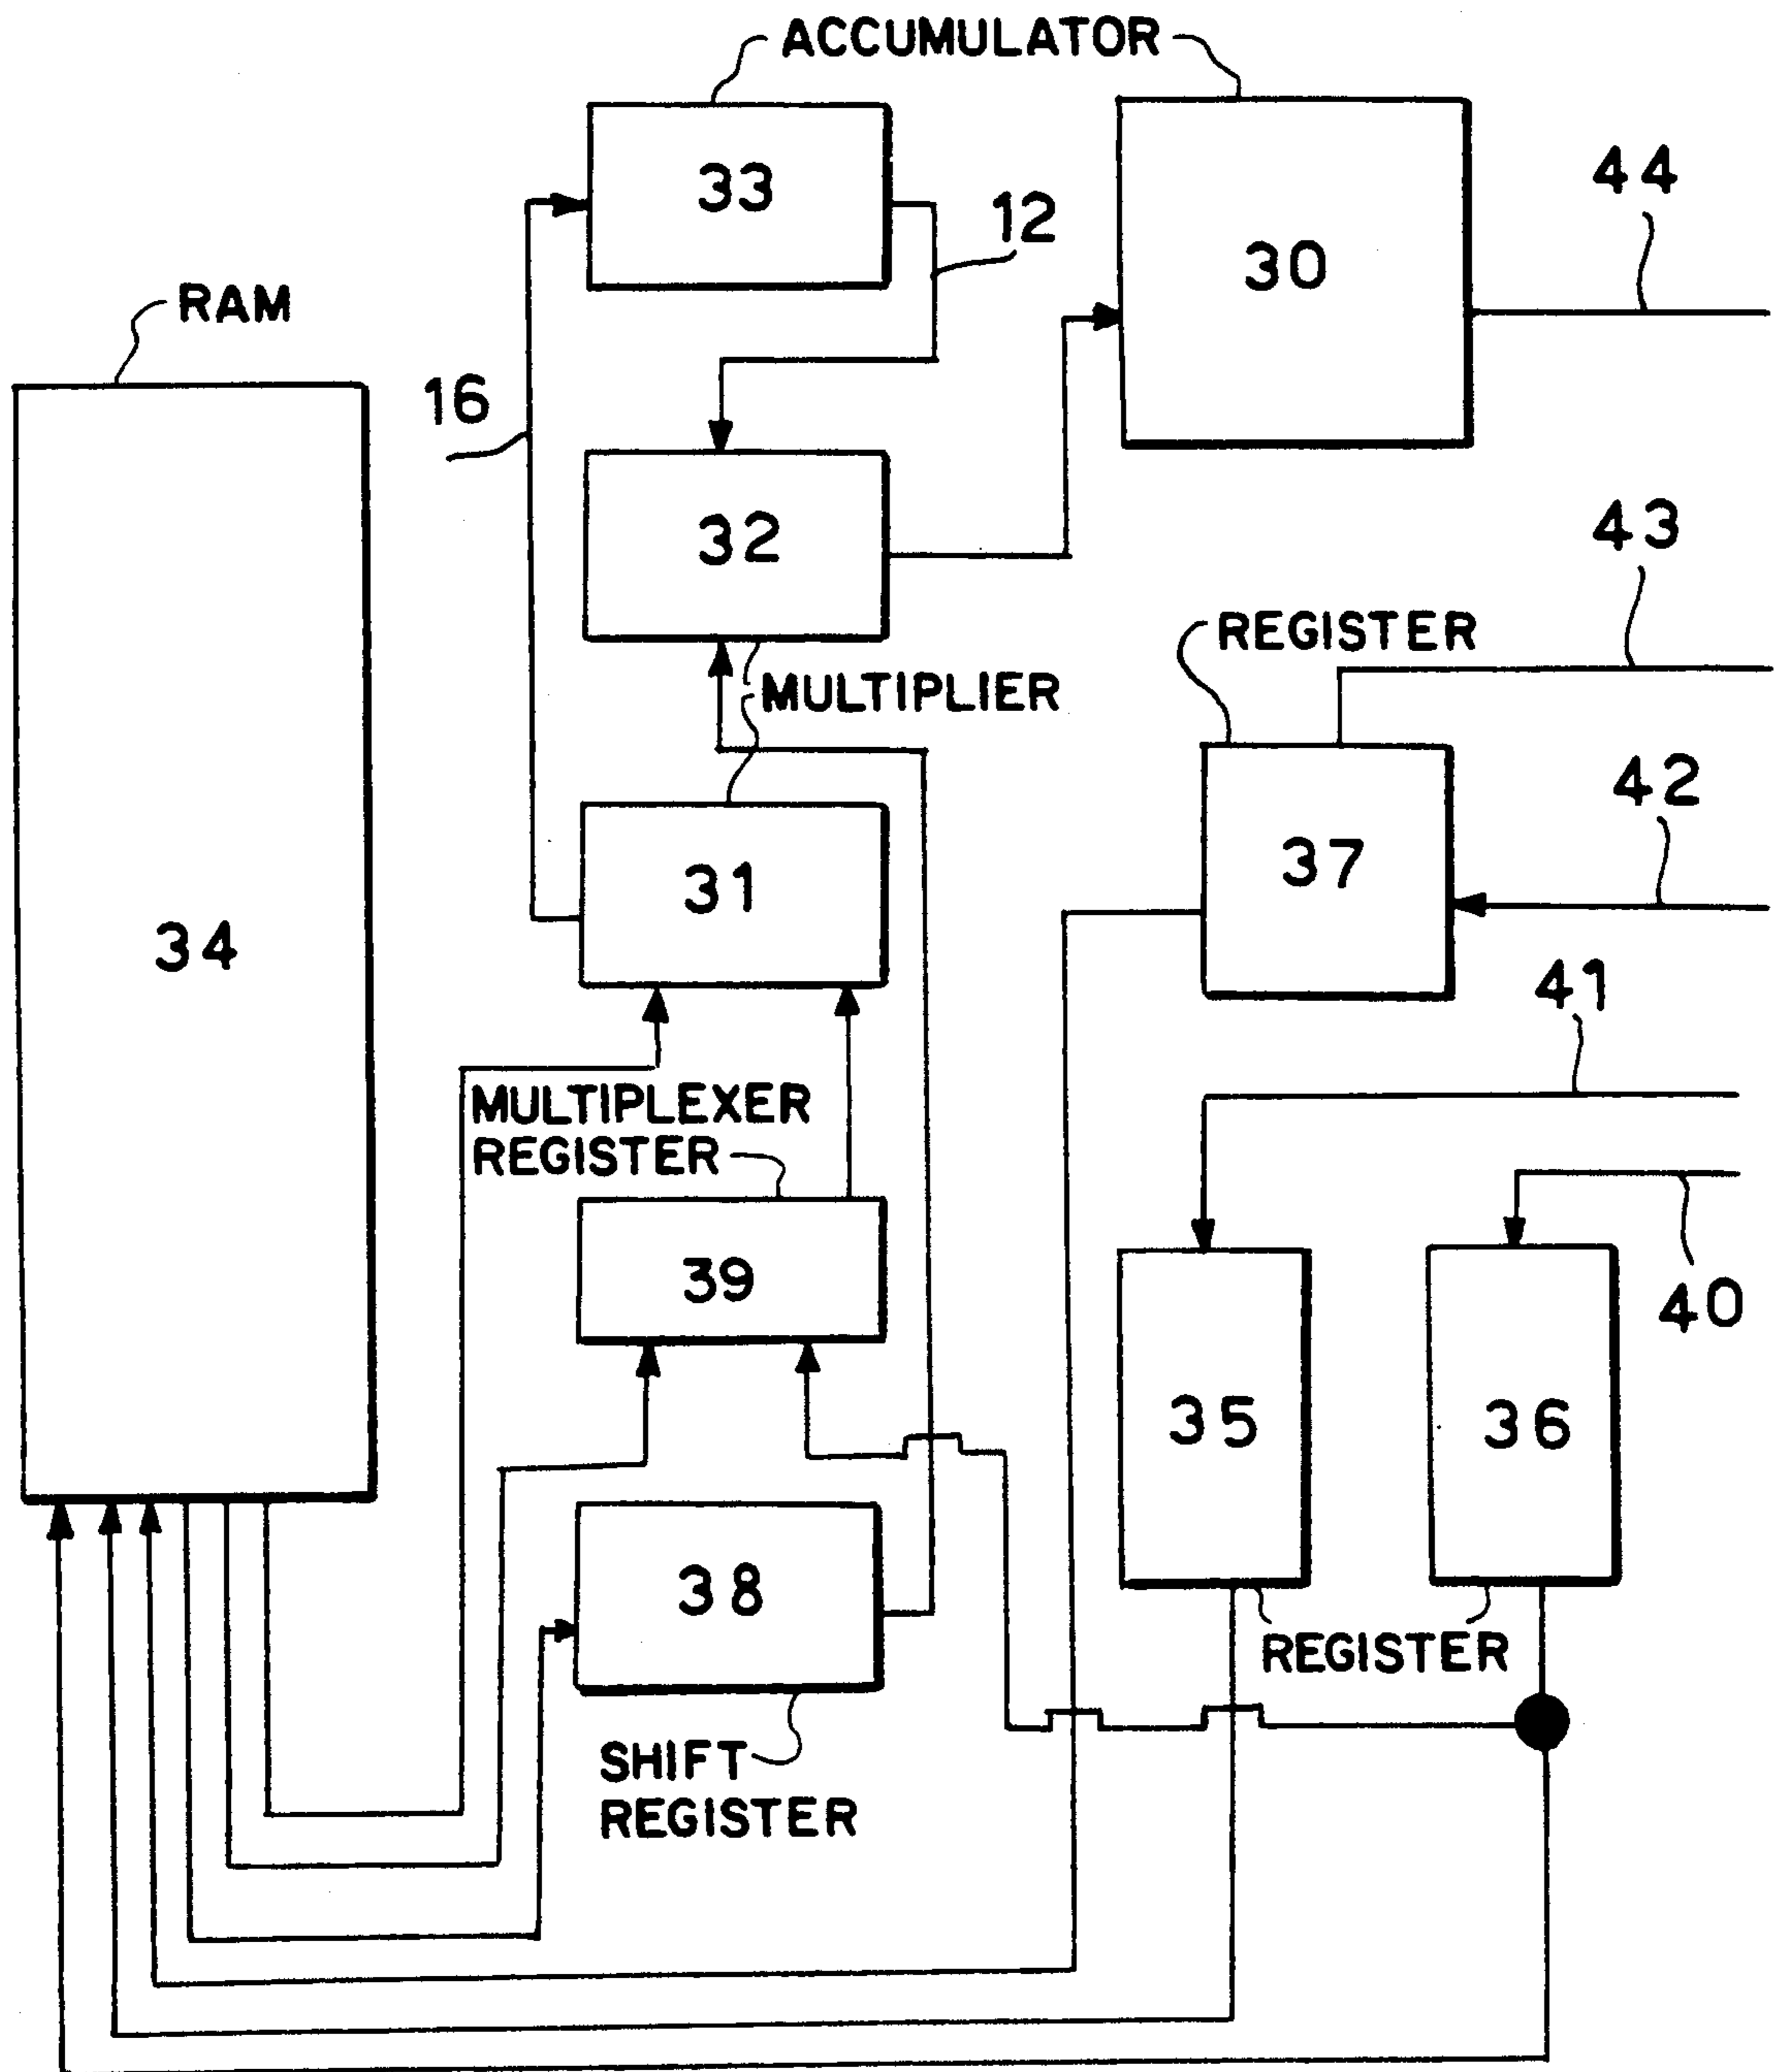 ACCUMULATOR
33
30
44
12
RAM
16
32
43
REGISTER
MULTIPLIER
42
31
37
34
41
MULTIPLEXER
REGISTER
39
40
35
36
38
REGISTER
SHIFT
REGISTER